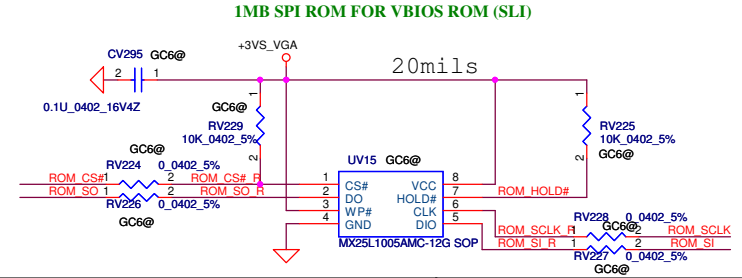 1MB SPI ROM FOR VBIOS ROM (SLI)
+3VS_VGA
CV295 GC6@
2 1
0.1U_0402_16V4Z
20mils
1
GC6@
RV229
10K_0402_5%
2
1
RV225
10K_0402_5%
GC6@
2
GC6@
RV224 0_0402_5%
ROM_CS# 1 2 ROM_CS#_R
ROM_SO 1 2 ROM_SO_R
RV226 0_0402_5%
GC6@
UV15 GC6@
1 CS# VCC 8
2 DO HOLD# 7 ROM_HOLD#
3 WP# CLK 6
4 GND DIO 5
MX25L1005AMC-12G SOP
RV228 0_0402_5%
ROM_SCLK_R 1 GC6@ 2 ROM_SCLK
ROM_SI_R 1 2 ROM_SI
RV227 0_0402_5%
GC6@